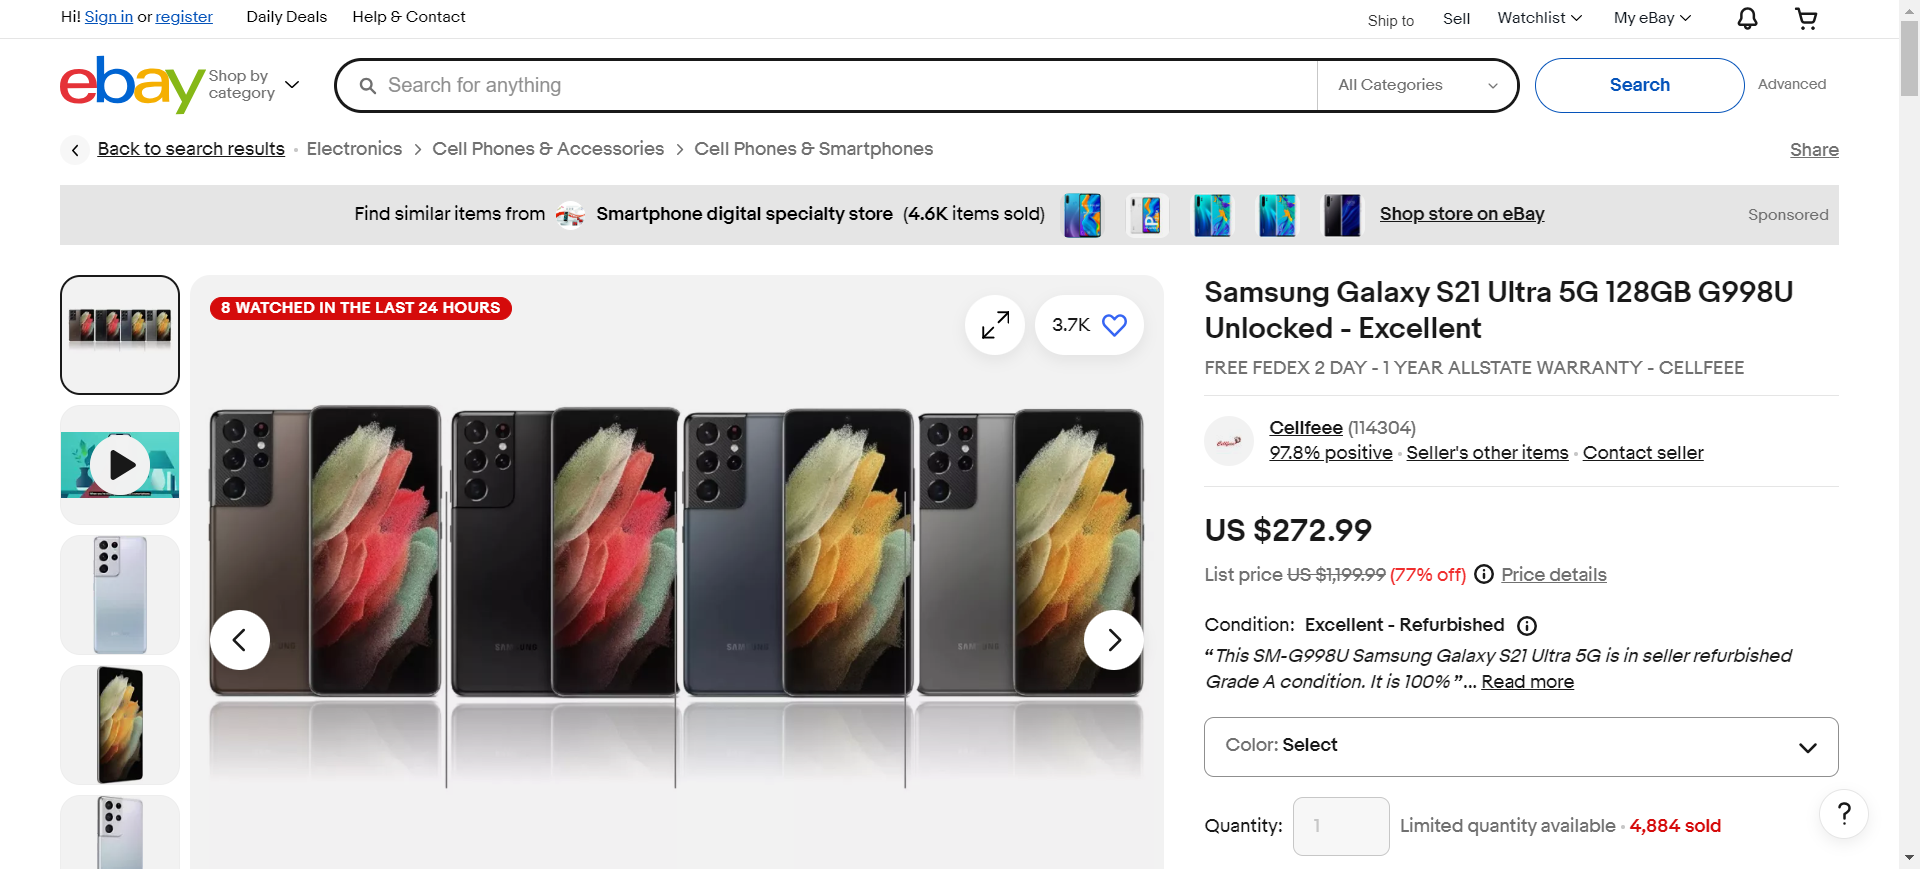 Hi! Sign in or register
Daily Deals
Help & Contact
Ship to
Sell
Watchlist
My eBay
ebay
Shop by category
Search for anything
All Categories
Search
Advanced
Back to search results
Electronics
Cell Phones & Accessories
Cell Phones & Smartphones
Share
Find similar items from
Smartphone digital specialty store (4.6K items sold)
Shop store on eBay
Sponsored
8 WATCHED IN THE LAST 24 HOURS
3.7K
SAMSUNG
SAMSUNG
SAMSUNG
Samsung Galaxy S21 Ultra 5G 128GB G998U
Unlocked - Excellent
FREE FEDEX 2 DAY - 1 YEAR ALLSTATE WARRANTY - CELLFEEE
Cellfeee (114304)
97.8% positive · Seller's other items · Contact seller
US $272.99
List price US $1,199.99 (77% off) Price details
Condition: Excellent - Refurbished
“This SM-G998U Samsung Galaxy S21 Ultra 5G is in seller refurbished
Grade A condition. It is 100%”... Read more
Color: Select
Quantity: 1 Limited quantity available · 4,884 sold
?